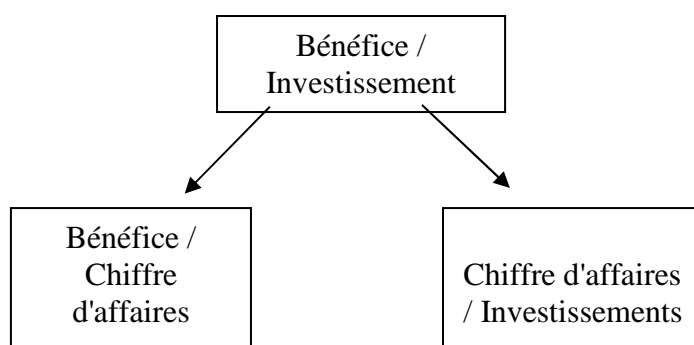 Bénéfice /
Investissement
Bénéfice /
Chiffre
d'affaires
Chiffre d'affaires
/ Investissements